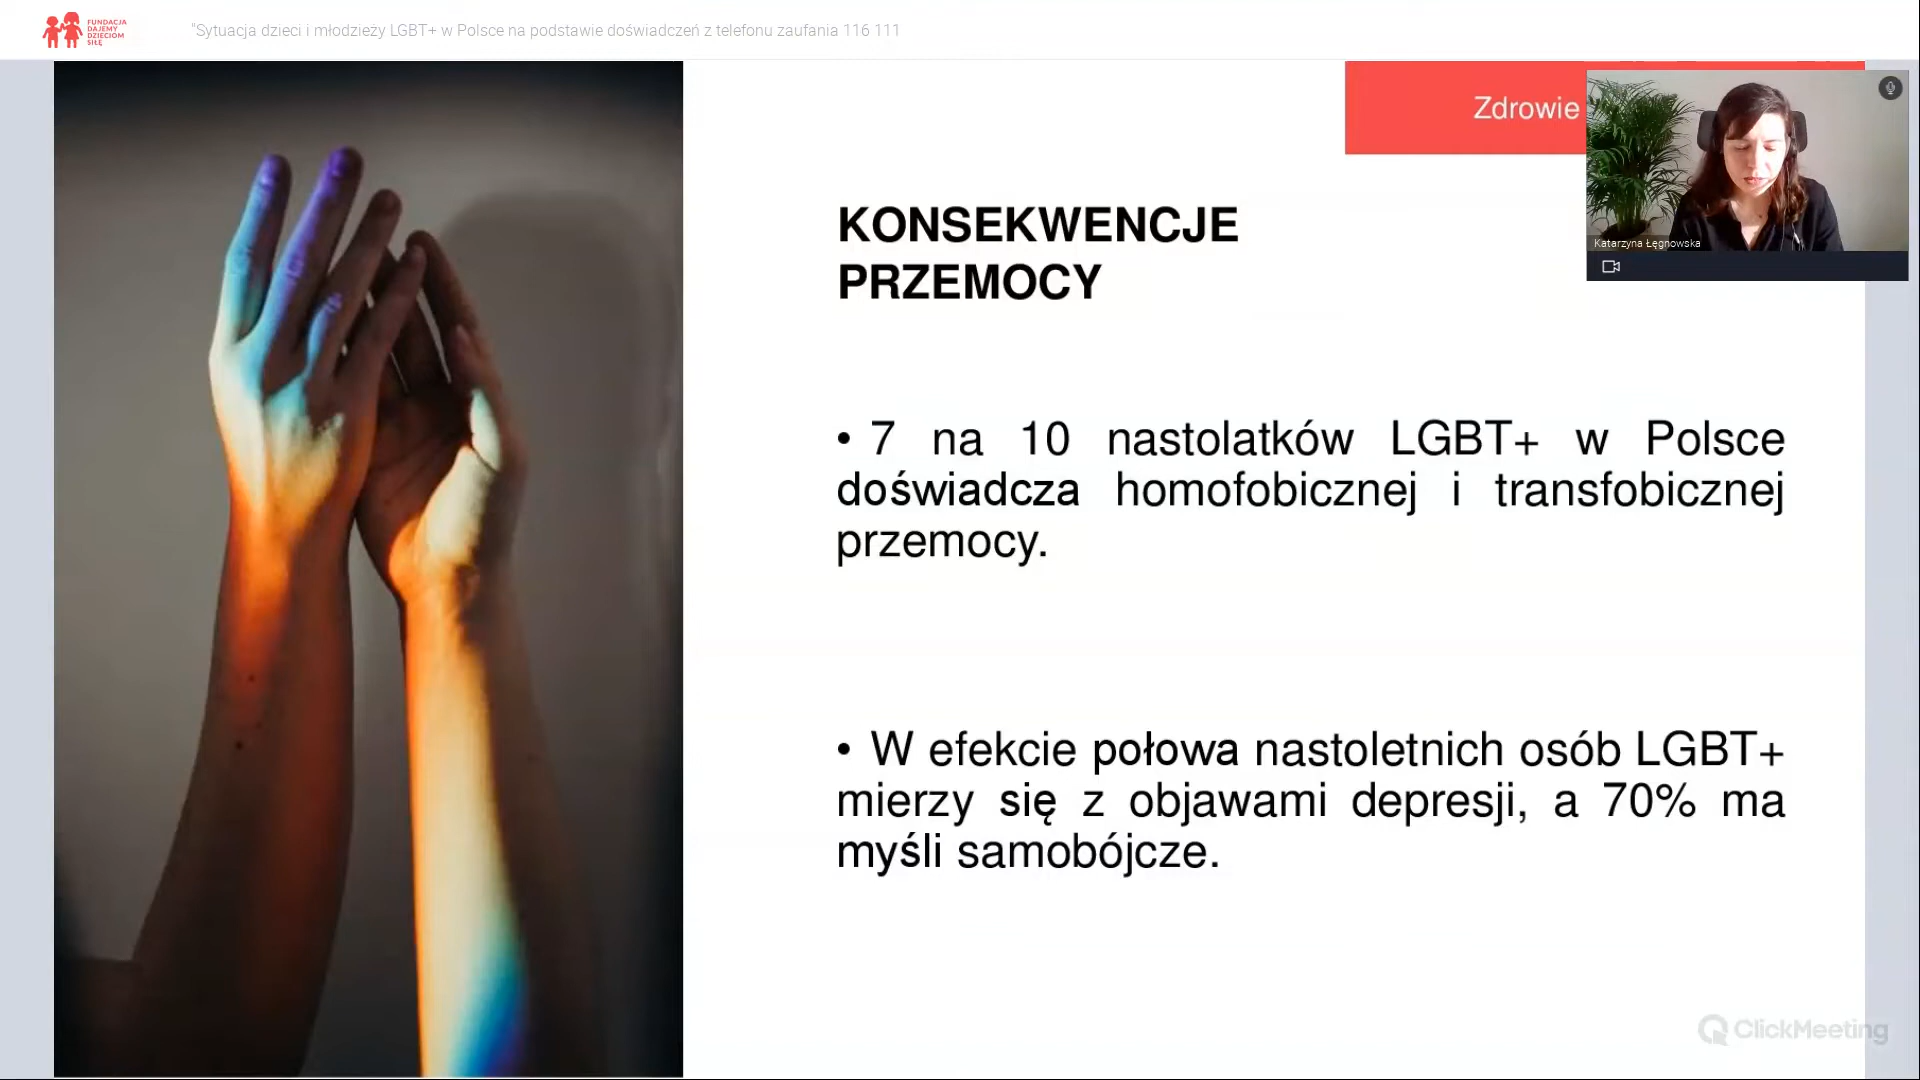 FUNDACJA
DAJEMY
DZIECIOM
SIŁĘ
"Sytuacja dzieci i młodzieży LGBT+ w Polsce na podstawie doświadczeń z telefonu zaufania 116 111
Zdrowie
Katarzyna Łęgnowska
KONSEKWENCJE
PRZEMOCY
• 7 na 10 nastolatków LGBT+ w Polsce
doświadcza homofobicznej i transfobicznej
przemocy.
• W efekcie połowa nastoletnich osób LGBT+
mierzy się z objawami depresji, a 70% ma
myśli samobójcze.
ClickMeeting